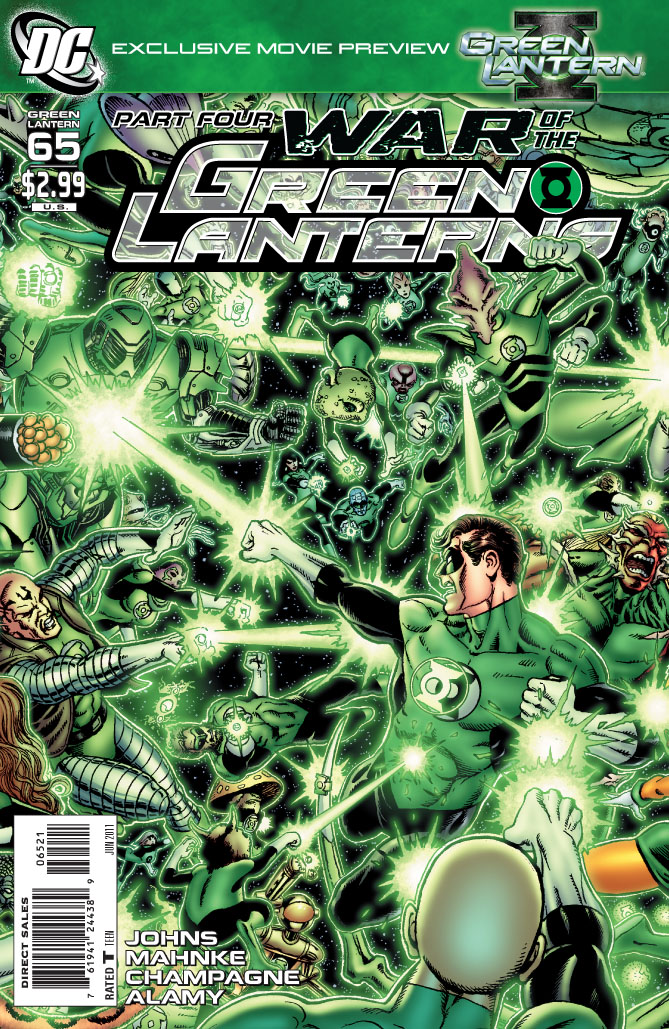 DC
TM
EXCLUSIVE MOVIE PREVIEW
GREEN
LANTERN
GREEN
LANTERN
65
$2.99
U.S.
PART FOUR WAR OF THE
GREEN
LANTERNS
06521
7 61941 24438 9
DIRECT SALES
RATED T TEEN
JUN 2011
JOHNS
MAHNKE
CHAMPAGNE
ALAMY